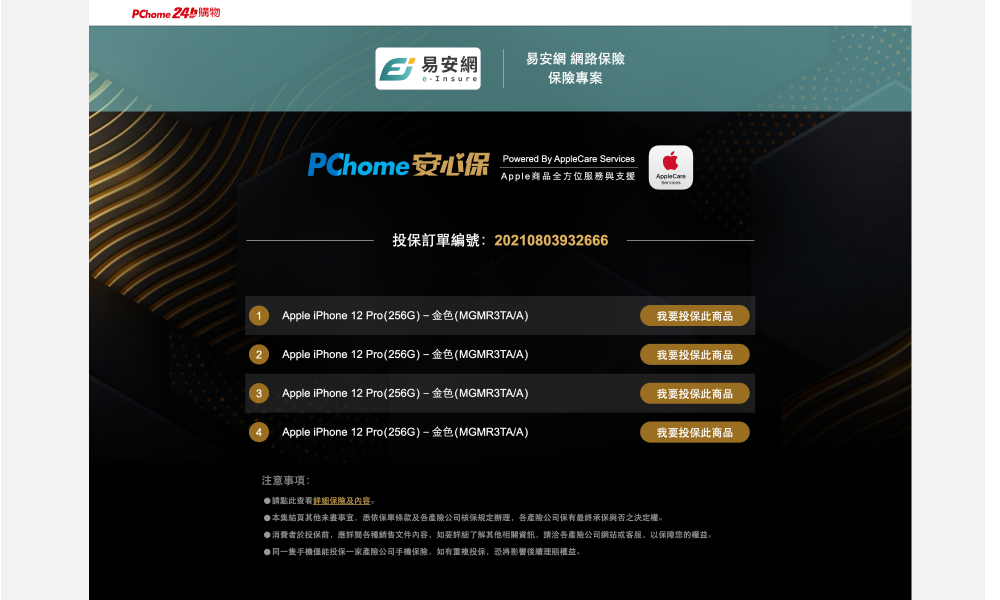 PChome 24h購物
易安網
e-Insure
易安網 網路保險
保險專案
PChome 安心保
Powered By AppleCare Services
Apple商品全方位服務與支援
AppleCare
Services
投保訂單編號：20210803932666
1 Apple iPhone 12 Pro(256G) – 金色(MGMR3TA/A) 我要投保此商品
2 Apple iPhone 12 Pro(256G) – 金色(MGMR3TA/A) 我要投保此商品
3 Apple iPhone 12 Pro(256G) – 金色(MGMR3TA/A) 我要投保此商品
4 Apple iPhone 12 Pro(256G) – 金色(MGMR3TA/A) 我要投保此商品
注意事項：
●請點此查看詳細保險及內容。
●本集結頁其他未盡事宜，悉依保單條款及各產險公司核保規定辦理，各產險公司保有最終承保與否之決定權。
●消費者於投保前，應詳閱各種銷售文件內容，如要詳細了解其他相關資訊，請洽各產險公司網站或客服，以保障您的權益。
●同一隻手機僅能投保一家產險公司手機保險，如有重複投保，恐將影響後續理賠權益。